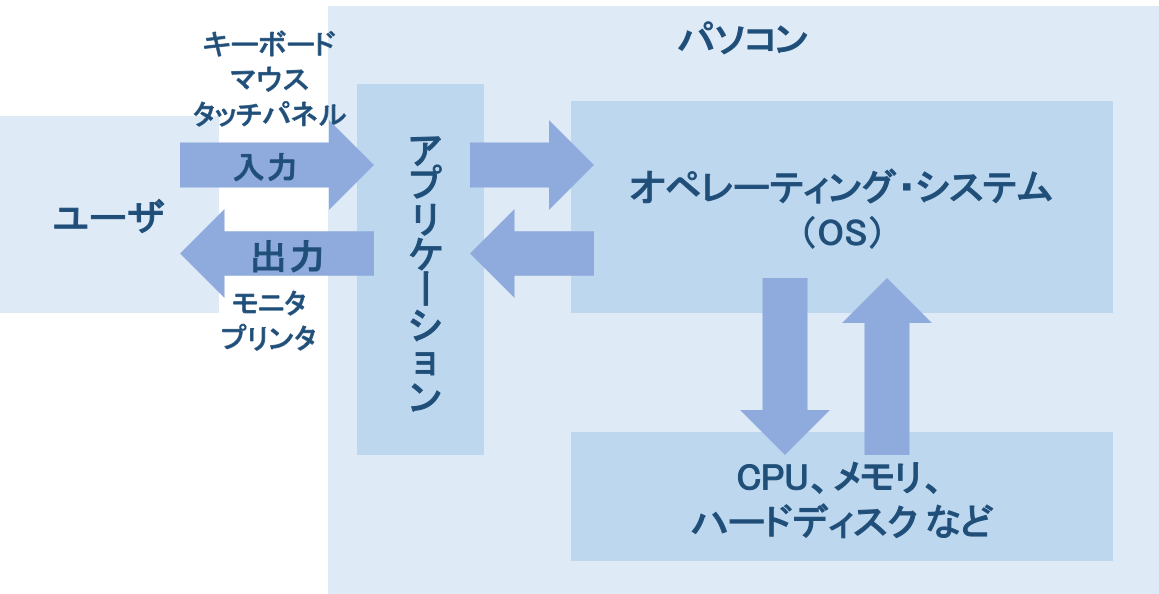 パソコン
キーボード
マウス
タッチパネル
入力
ユーザ
出力
モニタ
プリンタ
アプリケーション
オペレーティング・システム
（OS）
CPU、メモリ、
ハードディスク など